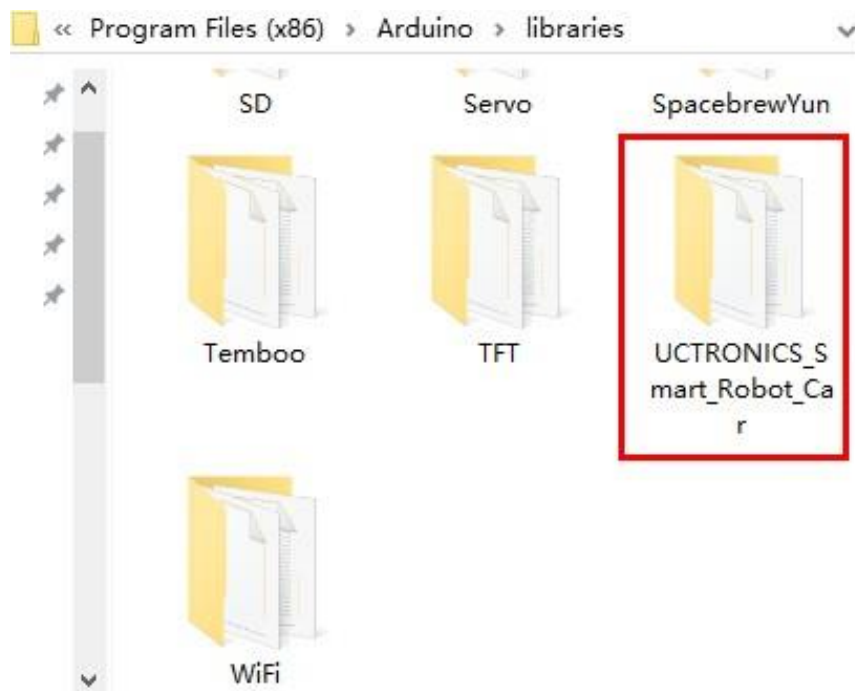 « Program Files (x86) › Arduino › libraries
SD
Servo
SpacebrewYun
Temboo
TFT
UCTRONICS_S
mart_Robot_Ca
r
WiFi